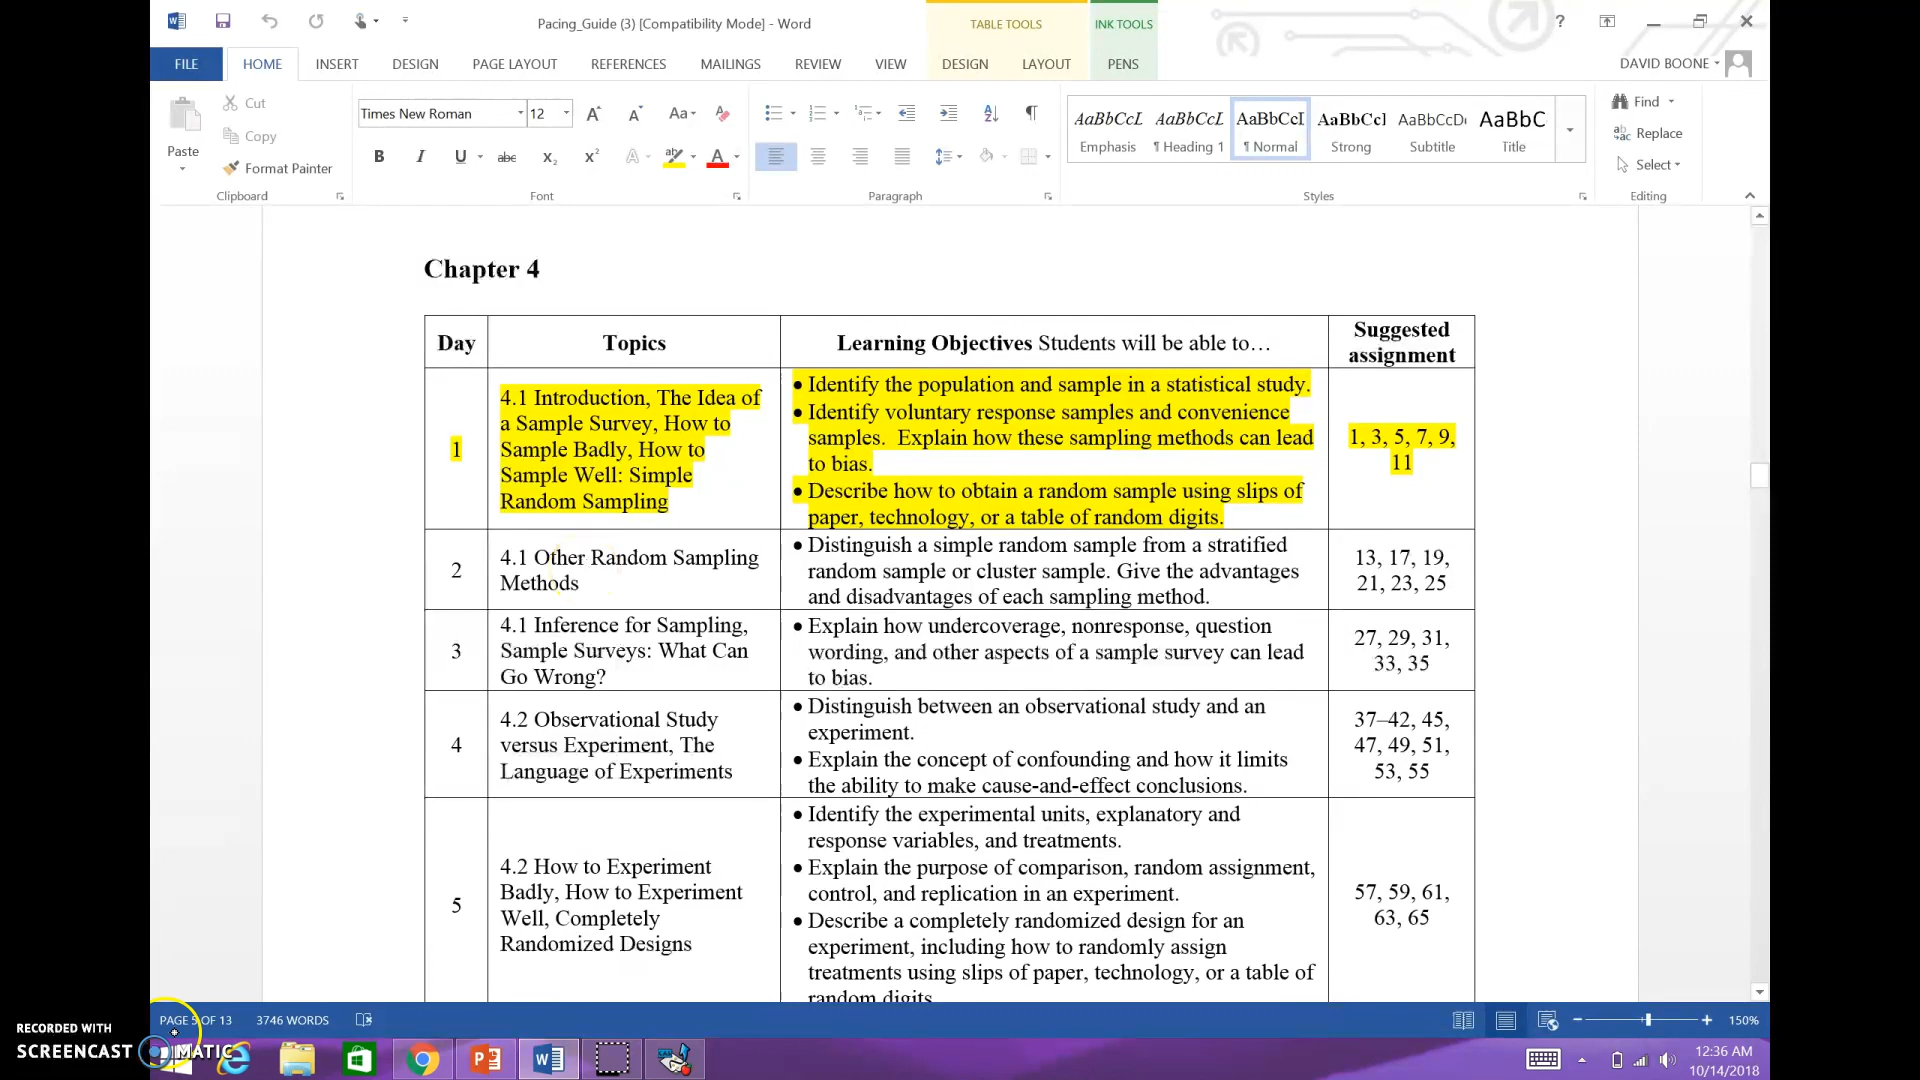 Pacing_Guide (3) [Compatibility Mode] - Word
TABLE TOOLS
INK TOOLS
?
FILE
HOME
INSERT
DESIGN
PAGE LAYOUT
REFERENCES
MAILINGS
REVIEW
VIEW
DESIGN
LAYOUT
PENS
DAVID BOONE
Paste
Cut
Copy
Format Painter
Clipboard
Times New Roman
12
Font
Paragraph
AaBbCcL
Emphasis
AaBbCcL
¶ Heading 1
AaBbCcI
¶ Normal
AaBbCcl
Strong
AaBbCcDc
Subtitle
AaBbC
Title
Styles
Find
Replace
Select
Editing
Chapter 4
Day
Topics
Learning Objectives Students will be able to…
Suggested
assignment
1
4.1 Introduction, The Idea of
a Sample Survey, How to
Sample Badly, How to
Sample Well: Simple
Random Sampling
• Identify the population and sample in a statistical study.
• Identify voluntary response samples and convenience
samples. Explain how these sampling methods can lead
to bias.
• Describe how to obtain a random sample using slips of
paper, technology, or a table of random digits.
1, 3, 5, 7, 9,
11
2
4.1 Other Random Sampling
Methods
• Distinguish a simple random sample from a stratified
random sample or cluster sample. Give the advantages
and disadvantages of each sampling method.
13, 17, 19,
21, 23, 25
3
4.1 Inference for Sampling,
Sample Surveys: What Can
Go Wrong?
• Explain how undercoverage, nonresponse, question
wording, and other aspects of a sample survey can lead
to bias.
27, 29, 31,
33, 35
4
4.2 Observational Study
versus Experiment, The
Language of Experiments
• Distinguish between an observational study and an
experiment.
• Explain the concept of confounding and how it limits
the ability to make cause-and-effect conclusions.
37–42, 45,
47, 49, 51,
53, 55
5
4.2 How to Experiment
Badly, How to Experiment
Well, Completely
Randomized Designs
• Identify the experimental units, explanatory and
response variables, and treatments.
• Explain the purpose of comparison, random assignment,
control, and replication in an experiment.
• Describe a completely randomized design for an
experiment, including how to randomly assign
treatments using slips of paper, technology, or a table of
random digits.
57, 59, 61,
63, 65
PAGE 5 OF 13
3746 WORDS
150%
RECORDED WITH
SCREENCAST MATIC
12:36 AM
10/14/2018